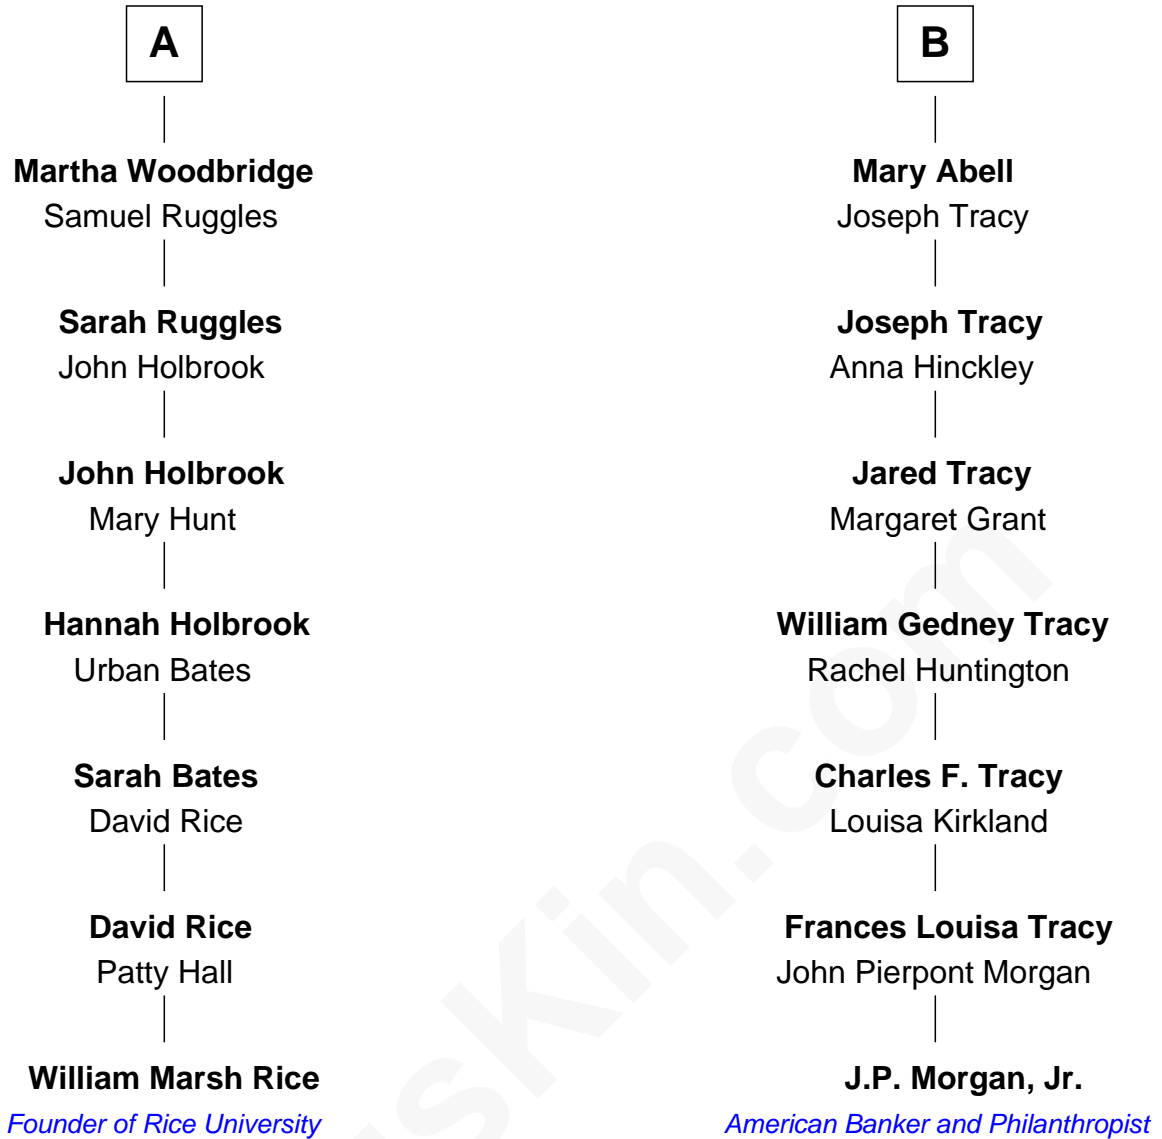 A
B
Martha Woodbridge
Samuel Ruggles
Mary Abell
Joseph Tracy
Sarah Ruggles
John Holbrook
Joseph Tracy
Anna Hinckley
John Holbrook
Mary Hunt
Jared Tracy
Margaret Grant
Hannah Holbrook
Urban Bates
William Gedney Tracy
Rachel Huntington
Sarah Bates
David Rice
Charles F. Tracy
Louisa Kirkland
David Rice
Patty Hall
Frances Louisa Tracy
John Pierpont Morgan
William Marsh Rice
Founder of Rice University
J.P. Morgan, Jr.
American Banker and Philanthropist
sKin.com